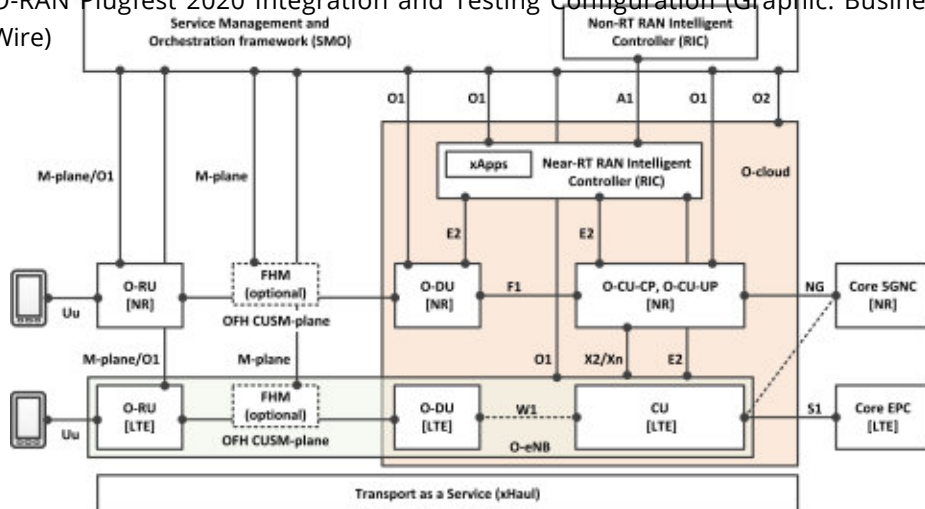 O-RAN Plugfest 2020 Integration and Testing Configuration (Graphic: Busine
Wire)
Service Management and
Orchestration framework (SMO)
Non-RT RAN Intelligent
Controller (RIC)
O1
O1
A1
O1
O2
xApps
Near-RT RAN Intelligent
Controller (RIC)
O-cloud
M-plane/O1
M-plane
E2
E2
O-RU
[NR]
FHM
(optional)
O-DU
[NR]
F1
O-CU-CP, O-CU-UP
[NR]
NG
Core 5GNC
[NR]
Uu
OFH CUSM-plane
M-plane/O1
M-plane
O1
X2/Xn
E2
O-RU
[LTE]
FHM
(optional)
O-DU
[LTE]
W1
CU
[LTE]
S1
Core EPC
[LTE]
Uu
OFH CUSM-plane
O-eNB
Transport as a Service (xHaul)